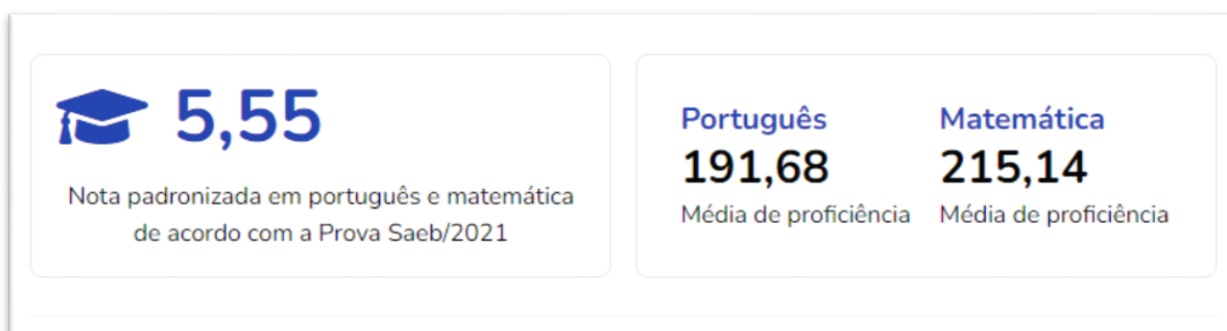 5,55
Nota padronizada em português e matemática
de acordo com a Prova Saeb/2021
Português
191,68
Média de proficiência
Matemática
215,14
Média de proficiência